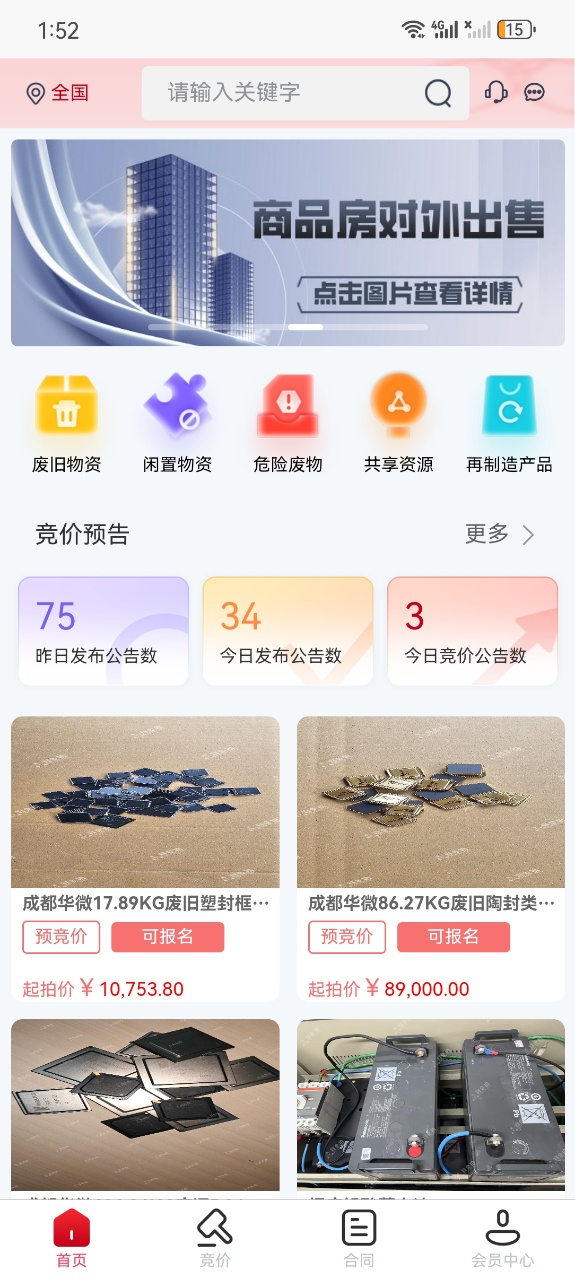 1:52
4G
15
全国
请输入关键字
商品房对外出售
点击图片查看详情
废旧物资
闲置物资
危险废物
共享资源
再制造产品
竞价预告
更多
75
34
3
昨日发布公告数
今日发布公告数
今日竞价公告数
成都华微17.89KG废旧塑封框…
成都华微86.27KG废旧陶封类…
预竞价
可报名
预竞价
可报名
起拍价￥10,753.80
起拍价￥89,000.00
首页
竞价
合同
会员中心